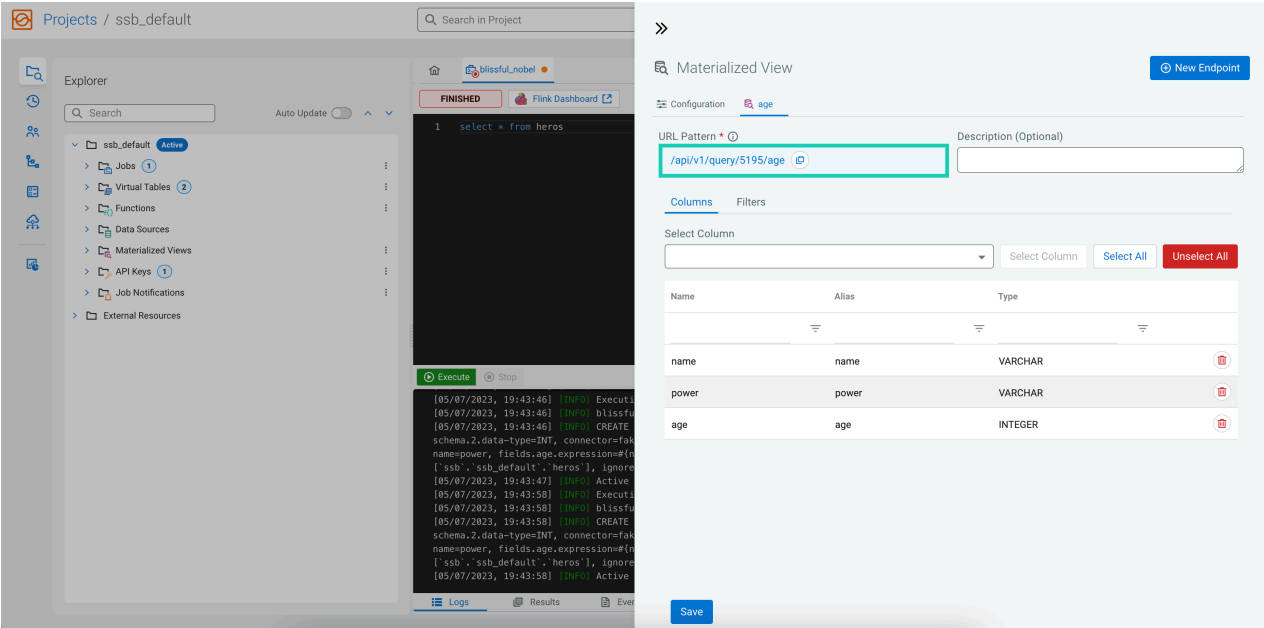 Projects / ssb_default
Search in Project
Explorer
Search
Auto Update
ssb_default Active
Jobs 1
Virtual Tables 2
Functions
Data Sources
Materialized Views
API Keys 1
Job Notifications
External Resources
blissful_nobel
FINISHED
Flink Dashboard
1 select * from heros
Execute
Stop
[05/07/2023, 19:43:46] [INFO] Executi
[05/07/2023, 19:43:46] [INFO] blissfu
[05/07/2023, 19:43:46] [INFO] CREATE
schema.2.data-type=INT, connector=fak
name=power, fields.age.expression=#{n
[`ssb`.`ssb_default`.`heros`], ignore
[05/07/2023, 19:43:47] [INFO] Active
[05/07/2023, 19:43:58] [INFO] Executi
[05/07/2023, 19:43:58] [INFO] blissfu
[05/07/2023, 19:43:58] [INFO] CREATE
schema.2.data-type=INT, connector=fak
name=power, fields.age.expression=#{n
[`ssb`.`ssb_default`.`heros`], ignore
[05/07/2023, 19:43:58] [INFO] Active
Logs
Results
Even
Materialized View
New Endpoint
Configuration
age
URL Pattern *
Description (Optional)
/api/v1/query/5195/age
Columns
Filters
Select Column
Select Column
Select All
Unselect All
Name Alias Type
name name VARCHAR
power power VARCHAR
age age INTEGER
Save